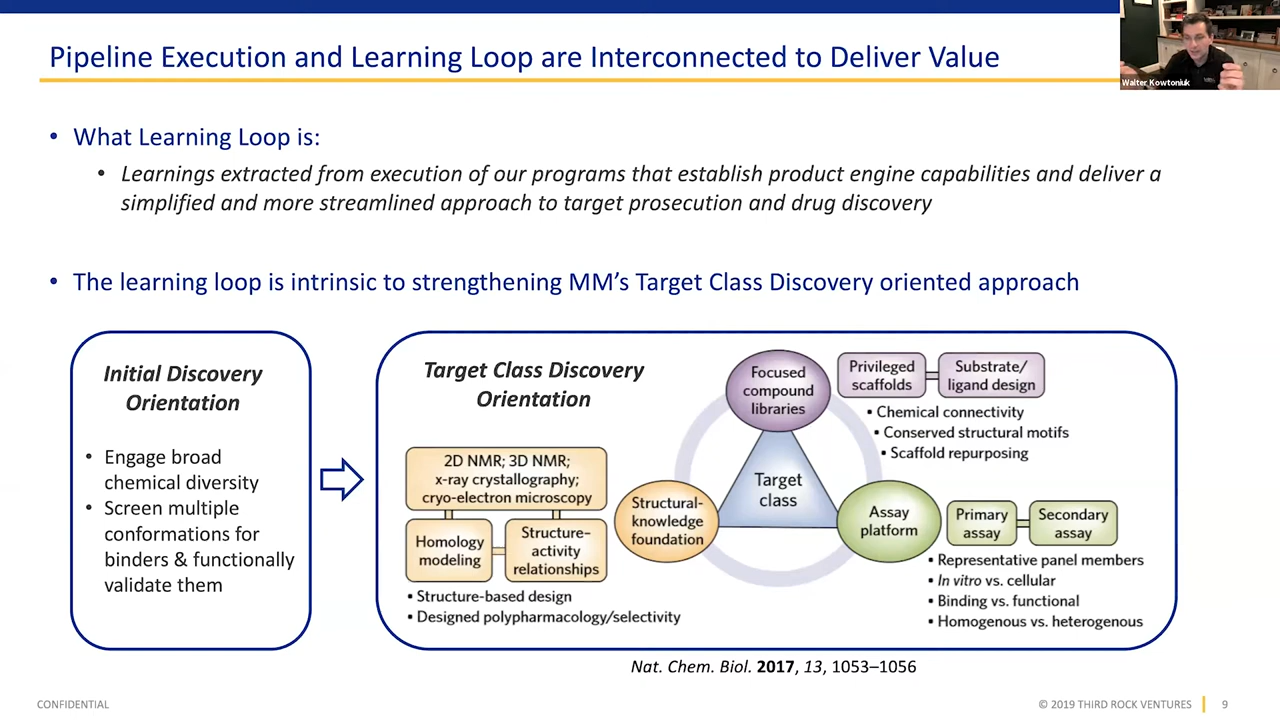 Pipeline Execution and Learning Loop are Interconnected to Deliver Value
Walter Kowtoniuk
• What Learning Loop is:
• Learnings extracted from execution of our programs that establish product engine capabilities and deliver a
simplified and more streamlined approach to target prosecution and drug discovery
• The learning loop is intrinsic to strengthening MM's Target Class Discovery oriented approach
Initial Discovery
Orientation
• Engage broad
chemical diversity
• Screen multiple
conformations for
binders & functionally
validate them
Target Class Discovery
Orientation
2D NMR; 3D NMR;
x-ray crystallography;
cryo-electron microscopy
Homology
modeling
Structure–
activity
relationships
• Structure-based design
• Designed polypharmacology/selectivity
Structural-
knowledge
foundation
Focused
compound
libraries
Target
class
Assay
platform
Privileged
scaffolds
Substrate/
ligand design
• Chemical connectivity
• Conserved structural motifs
• Scaffold repurposing
Primary
assay
Secondary
assay
• Representative panel members
• In vitro vs. cellular
• Binding vs. functional
• Homogenous vs. heterogenous
Nat. Chem. Biol. 2017, 13, 1053–1056
CONFIDENTIAL
© 2019 THIRD ROCK VENTURES
9